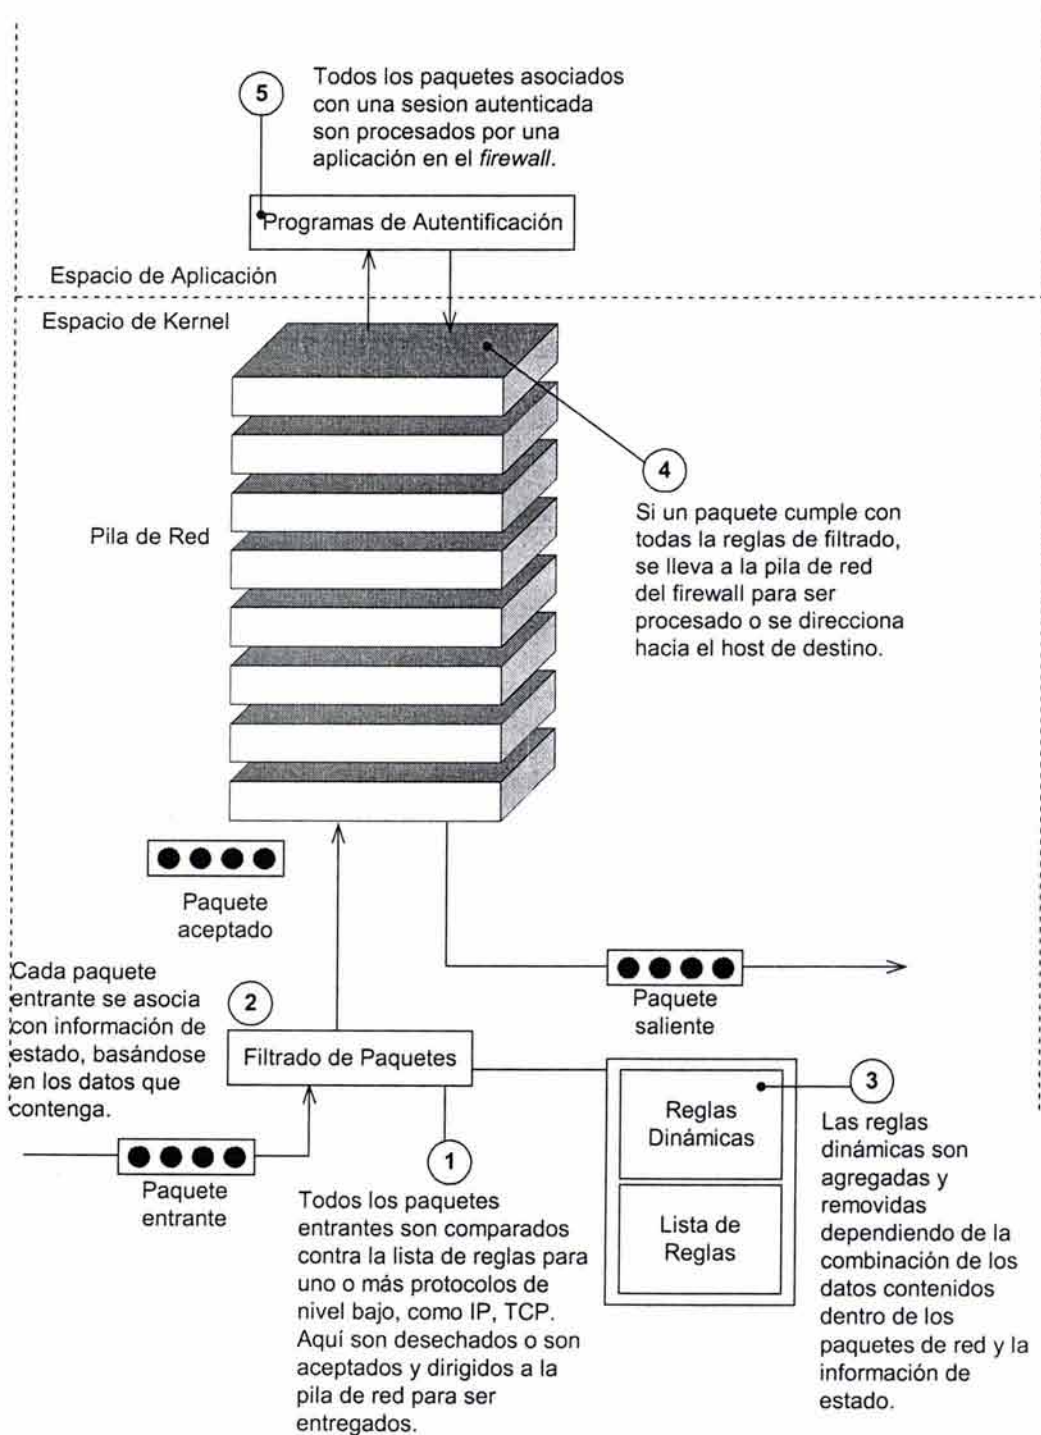 5
Todos los paquetes asociados
con una sesion autenticada
son procesados por una
aplicación en el firewall.
Programas de Autentificación
Espacio de Aplicación
Espacio de Kernel
4
Si un paquete cumple con
todas la reglas de filtrado,
se lleva a la pila de red
del firewall para ser
procesado o se direcciona
hacia el host de destino.
Pila de Red
Paquete
aceptado
Cada paquete
entrante se asocia
con información de
estado, basándose
en los datos que
contenga.
2
Filtrado de Paquetes
Paquete
saliente
Paquete
entrante
1
Todos los paquetes
entrantes son comparados
contra la lista de reglas para
uno o más protocolos de
nivel bajo, como IP, TCP.
Aquí son desechados o son
aceptados y dirigidos a la
pila de red para ser
entregados.
Reglas
Dinámicas
Lista de
Reglas
3
Las reglas
dinámicas son
agregadas y
removidas
dependiendo de la
combinación de los
datos contenidos
dentro de los
paquetes de red y la
información de
estado.